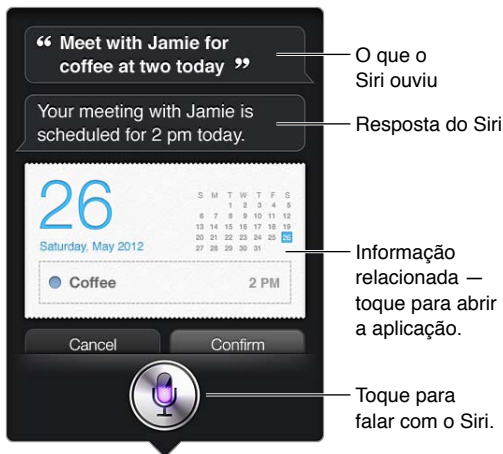 “ Meet with Jamie for
coffee at two today ”
O que o
Siri ouviu
Your meeting with Jamie is
scheduled for 2 pm today.
Resposta do Siri
26
Saturday, May 2012
S M T W T F S
1 2 3 4 5
6 7 8 9 10 11 12
13 14 15 16 17 18 19
20 21 22 23 24 25 26
27 28 29 30 31
Coffee 2 PM
Informação
relacionada —
toque para abrir
a aplicação.
Cancel Confirm
Toque para
falar com o Siri.